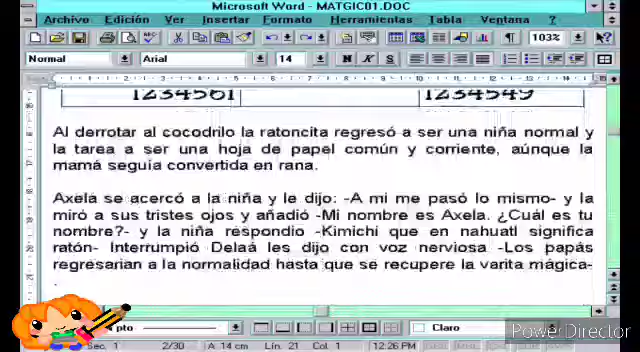 Microsoft Word - MATGIC01.DOC
Archivo Edición Ver Insertar Formato Herramientas Tabla Ventana ?
103%
Normal Arial 14 N K S
1234561 1234549
Al derrotar al cocodrilo la ratoncita regresó a ser una niña normal y
la tarea a ser una hoja de papel común y corriente, aúnque la
mamá seguía convertida en rana.
Axela se acercó a la niña y le dijo: -A mi me pasó lo mismo- y la
miró a sus tristes ojos y añadió -Mi nombre es Axela. ¿Cuál es tu
nombre?- y la niña respondio -Kimichi que en nahuatl significa
ratón- Interrumpió Delaá les dijo con voz nerviosa -Los papás
regresarian a la normalidad hasta que se recupere la varita mágica-
.
pto Claro
Sec. 1 2/30 A 14 cm Lín. 21 Col. 1 12:26 PM
Power Director